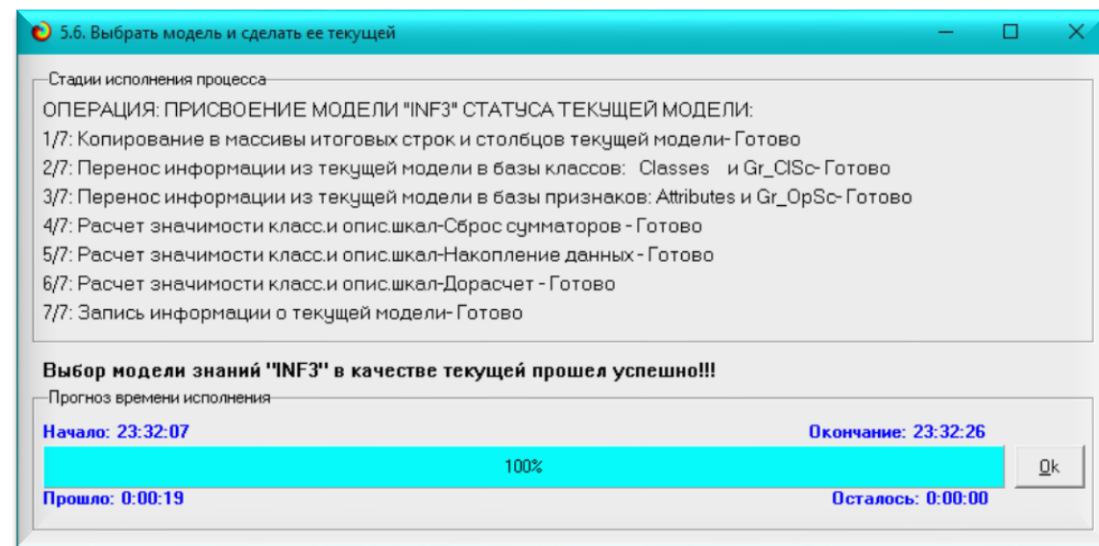 5.6. Выбрать модель и сделать ее текущей
Стадии исполнения процесса
ОПЕРАЦИЯ: ПРИСВОЕНИЕ МОДЕЛИ "INF3" СТАТУСА ТЕКУЩЕЙ МОДЕЛИ:
1/7: Копирование в массивы итоговых строк и столбцов текущей модели- Готово
2/7: Перенос информации из текущей модели в базы классов: Classes и Gr_ClSc- Готово
3/7: Перенос информации из текущей модели в базы признаков: Attributes и Gr_OpSc- Готово
4/7: Расчет значимости класс.и опис.шкал-Сброс сумматоров - Готово
5/7: Расчет значимости класс.и опис.шкал-Накопление данных - Готово
6/7: Расчет значимости класс.и опис.шкал-Дорасчет - Готово
7/7: Запись информации о текущей модели- Готово
Выбор модели знаний "INF3" в качестве текущей прошел успешно!!!
Прогноз времени исполнения
Начало: 23:32:07 Окончание: 23:32:26
100% Ok
Прошло: 0:00:19 Осталось: 0:00:00